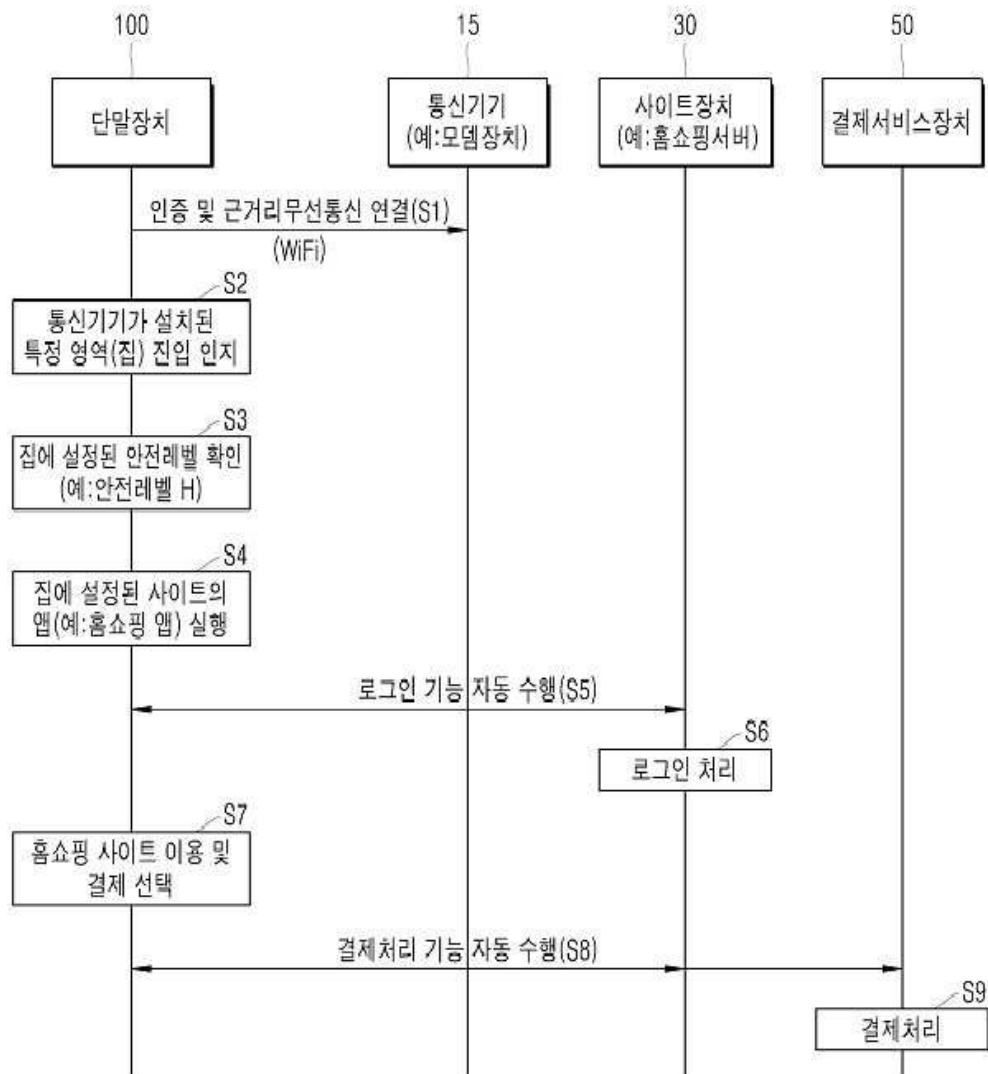 100
15
30
50
단말장치
통신기기
(예:모뎀장치)
사이트장치
(예:홈쇼핑서버)
결제서비스장치
인증 및 근거리무선통신 연결(S1)
(WiFi)
S2
통신기기가 설치된
특정 영역(집) 진입 인지
S3
집에 설정된 안전레벨 확인
(예:안전레벨 H)
S4
집에 설정된 사이트의
앱(예:홈쇼핑 앱) 실행
로그인 기능 자동 수행(S5)
S6
로그인 처리
S7
홈쇼핑 사이트 이용 및
결제 선택
결제처리 기능 자동 수행(S8)
S9
결제처리